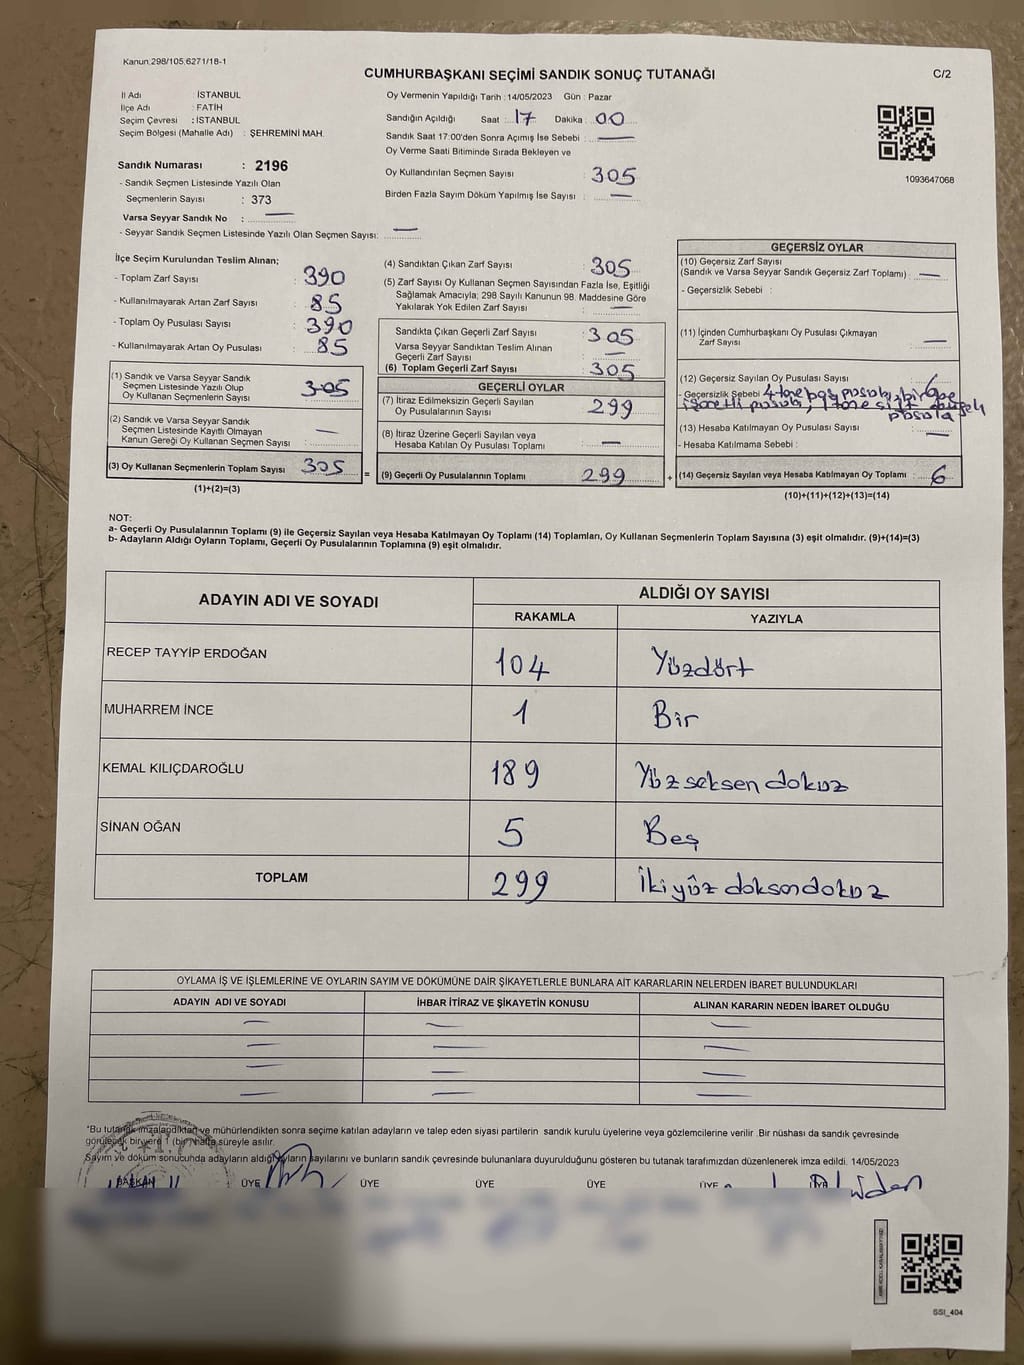 Kanun.298/105.6271/18-1
CUMHURBAŞKANI SEÇİMİ SANDIK SONUÇ TUTANAĞI
C/2
İl Adı : İSTANBUL
İlçe Adı : FATİH
Seçim Çevresi : İSTANBUL
Seçim Bölgesi (Mahalle Adı) : ŞEHREMİNİ MAH.
Sandık Numarası : 2196
- Sandık Seçmen Listesinde Yazılı Olan
Seçmenlerin Sayısı : 373
Varsa Seyyar Sandık No : —
- Seyyar Sandık Seçmen Listesinde Yazılı Olan Seçmen Sayısı: —
Oy Vermenin Yapıldığı Tarih : 14/05/2023 Gün : Pazar
Sandığın Açıldığı Saat : 17 Dakika : 00
Sandık Saat 17:00'den Sonra Açımış İse Sebebi : —
Oy Verme Saati Bitiminde Sırada Bekleyen ve
Oy Kullandırılan Seçmen Sayısı : 305
Birden Fazla Sayım Döküm Yapılmış İse Sayısı : —
1093647068
İlçe Seçim Kurulundan Teslim Alınan;
- Toplam Zarf Sayısı : 390
- Kullanılmayarak Artan Zarf Sayısı : 85
- Toplam Oy Pusulası Sayısı : 390
- Kullanılmayarak Artan Oy Pusulası : 85
(1) Sandık ve Varsa Seyyar Sandık
Seçmen Listesinde Yazılı Olup
Oy Kullanan Seçmenlerin Sayısı : 305
(2) Sandık ve Varsa Seyyar Sandık
Seçmen Listesinde Kayıtlı Olmayan
Kanun Gereği Oy Kullanan Seçmen Sayısı : —
(3) Oy Kullanan Seçmenlerin Toplam Sayısı : 305
(1)+(2)=(3)
=
(4) Sandıktan Çıkan Zarf Sayısı : 305
(5) Zarf Sayısı Oy Kullanan Seçmen Sayısından Fazla İse, Eşitliği
Sağlamak Amacıyla; 298 Sayılı Kanunun 98. Maddesine Göre
Yakılarak Yok Edilen Zarf Sayısı : —
Sandıkta Çıkan Geçerli Zarf Sayısı : 305
Varsa Seyyar Sandıktan Teslim Alınan
Geçerli Zarf Sayısı : —
(6) Toplam Geçerli Zarf Sayısı : 305
GEÇERLİ OYLAR
(7) İtiraz Edilmeksizin Geçerli Sayılan
Oy Pusulalarının Sayısı : 299
(8) İtiraz Üzerine Geçerli Sayılan veya
Hesaba Katılan Oy Pusulası Toplamı : —
(9) Geçerli Oy Pusulalarının Toplamı : 299
+
GEÇERSİZ OYLAR
(10) Geçersiz Zarf Sayısı
(Sandık ve Varsa Seyyar Sandık Geçersiz Zarf Toplamı) : —
- Geçersizlik Sebebi :
(11) İçinden Cumhurbaşkanı Oy Pusulası Çıkmayan
Zarf Sayısı : —
(12) Geçersiz Sayılan Oy Pusulası Sayısı : 6
- Geçersizlik Sebebi 4 tane boş pusula, bir tane
işaretli pusula, 1 tane
pusula
(13) Hesaba Katılmayan Oy Pusulası Sayısı : —
- Hesaba Katılmama Sebebi :
(14) Geçersiz Sayılan veya Hesaba Katılmayan Oy Toplamı : 6
(10)+(11)+(12)+(13)=(14)
NOT:
a- Geçerli Oy Pusulalarının Toplamı (9) ile Geçersiz Sayılan veya Hesaba Katılmayan Oy Toplamı (14) Toplamları, Oy Kullanan Seçmenlerin Toplam Sayısına (3) eşit olmalıdır. (9)+(14)=(3)
b- Adayların Aldığı Oyların Toplamı, Geçerli Oy Pusulalarının Toplamına (9) eşit olmalıdır.
ADAYIN ADI VE SOYADI
ALDIĞI OY SAYISI
RAKAMLA YAZIYLA
RECEP TAYYİP ERDOĞAN 104 Yüzdört
MUHARREM İNCE 1 Bir
KEMAL KILIÇDAROĞLU 189 Yüz seksen dokuz
SİNAN OĞAN 5 Beş
TOPLAM 299 İki yüz doksan dokuz
OYLAMA İŞ VE İŞLEMLERİNE VE OYLARIN SAYIM VE DÖKÜMÜNE DAİR ŞİKAYETLERLE BUNLARA AİT KARARLARIN NELERDEN İBARET BULUNDUKLARI
ADAYIN ADI VE SOYADI İHBAR İTİRAZ VE ŞİKAYETİN KONUSU ALINAN KARARIN NEDEN İBARET OLDUĞU
— — —
— — —
— — —
— — —
*Bu tutanak imzalandıktan ve mühürlendikten sonra seçime katılan adayların ve talep eden siyasi partilerin sandık kurulu üyelerine veya gözlemcilerine verilir .Bir nüshası da sandık çevresinde
görülecek bir yere 1 (bir) hafta süreyle asılır.
Sayım ve döküm sonucunda adayların aldığı oyların sayılarını ve bunların sandık çevresinde bulunanlara duyurulduğunu gösteren bu tutanak tarafımızdan düzenlenerek imza edildi. 14/05/2023
BAŞKAN ÜYE ÜYE ÜYE ÜYE ÜYE ÜYE
SSI_404